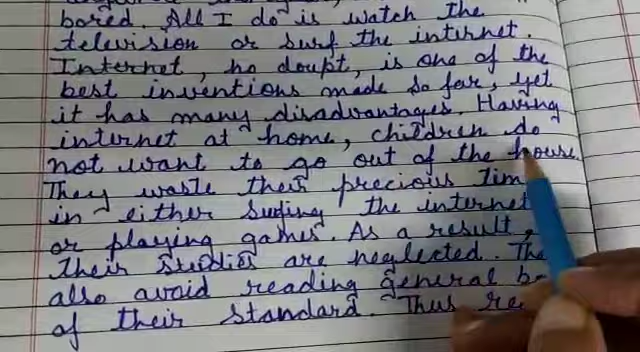 bored. All I do is watch the
television or surf the internet.
Internet, no doubt, is one of the
best inventions made so far, yet
it has many disadvantages. Having
internet at home, children do
not want to go out of the house.
They waste their precious tim
in either surfing the internet
or playing games. As a result,
their studies are neglected. The
also avoid reading general b
of their standard. Thus re